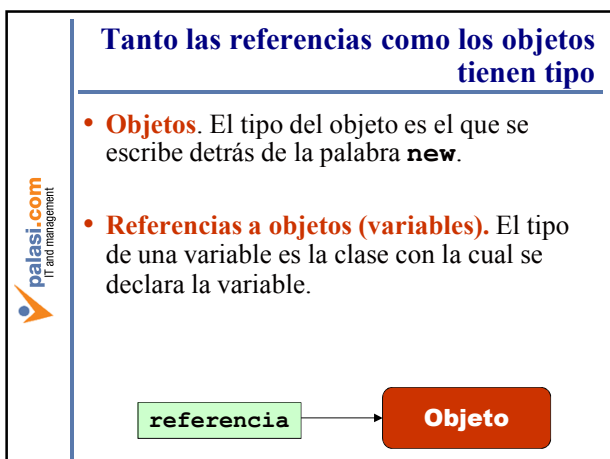 Tanto las referencias como los objetos
tienen tipo
• Objetos. El tipo del objeto es el que se
escribe detrás de la palabra new.
• Referencias a objetos (variables). El tipo
de una variable es la clase con la cual se
declara la variable.
palasi.com
IT and management
referencia
Objeto